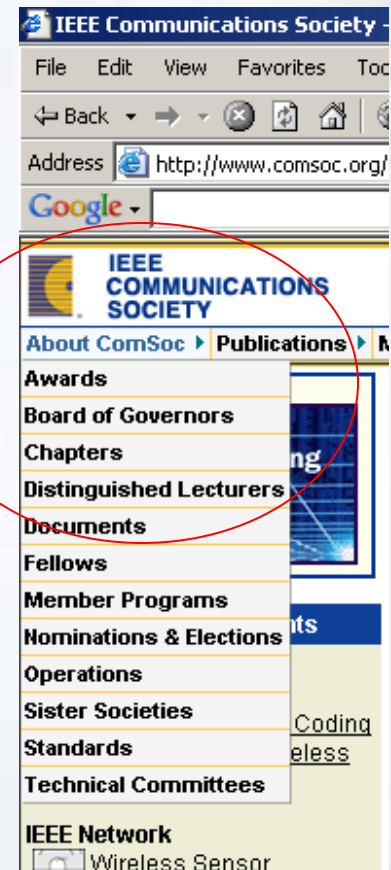 IEEE Communications Society -
File Edit View Favorites
Back
Address http://www.comsoc.org/
Google
IEEE
COMMUNICATIONS
SOCIETY
About ComSoc Publications
Awards
Board of Governors
Chapters
ng
Distinguished Lecturers
Documents
Fellows
Member Programs
Nominations & Elections
nts
Operations
Sister Societies
Coding
Standards
eless
Technical Committees
IEEE Network
Wireless Sensor